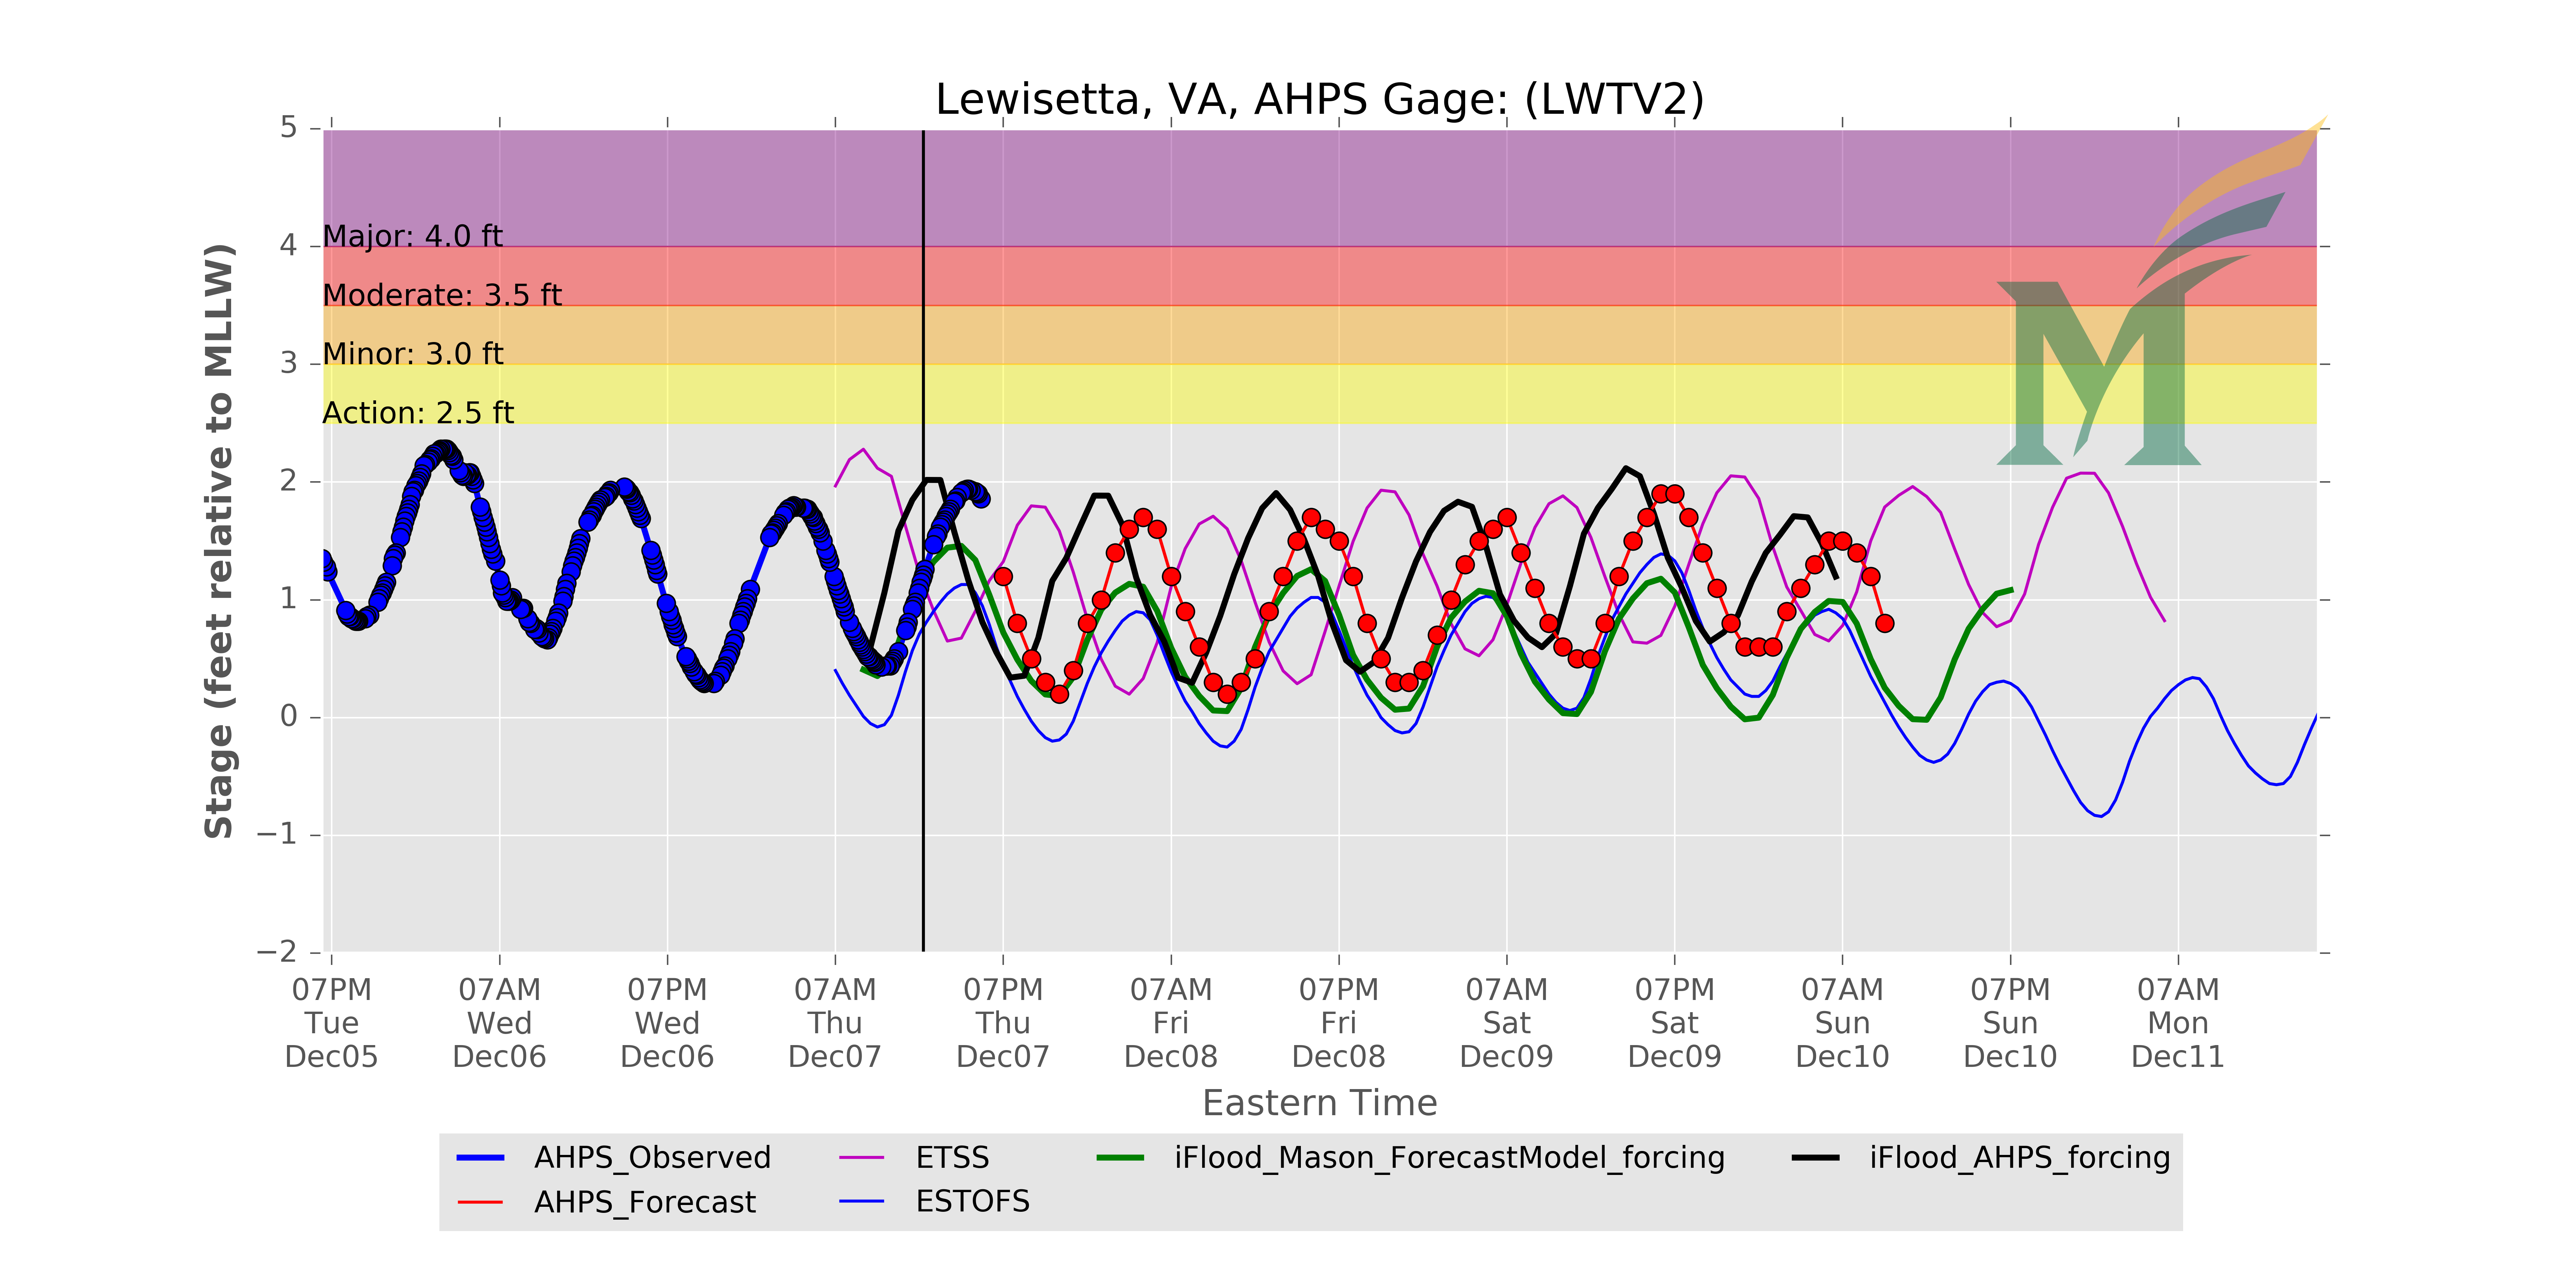 Lewisetta, VA, AHPS Gage: (LWTV2)
5
4
3
2
1
0
−1
−2
Stage (feet relative to MLLW)
Major: 4.0 ft
Moderate: 3.5 ft
Minor: 3.0 ft
Action: 2.5 ft
M
07PM Tue Dec05
07AM Wed Dec06
07PM Wed Dec06
07AM Thu Dec07
07PM Thu Dec07
07AM Fri Dec08
07PM Fri Dec08
07AM Sat Dec09
07PM Sat Dec09
07AM Sun Dec10
07PM Sun Dec10
07AM Mon Dec11
Eastern Time
AHPS_Observed
AHPS_Forecast
ETSS
ESTOFS
iFlood_Mason_ForecastModel_forcing
iFlood_AHPS_forcing